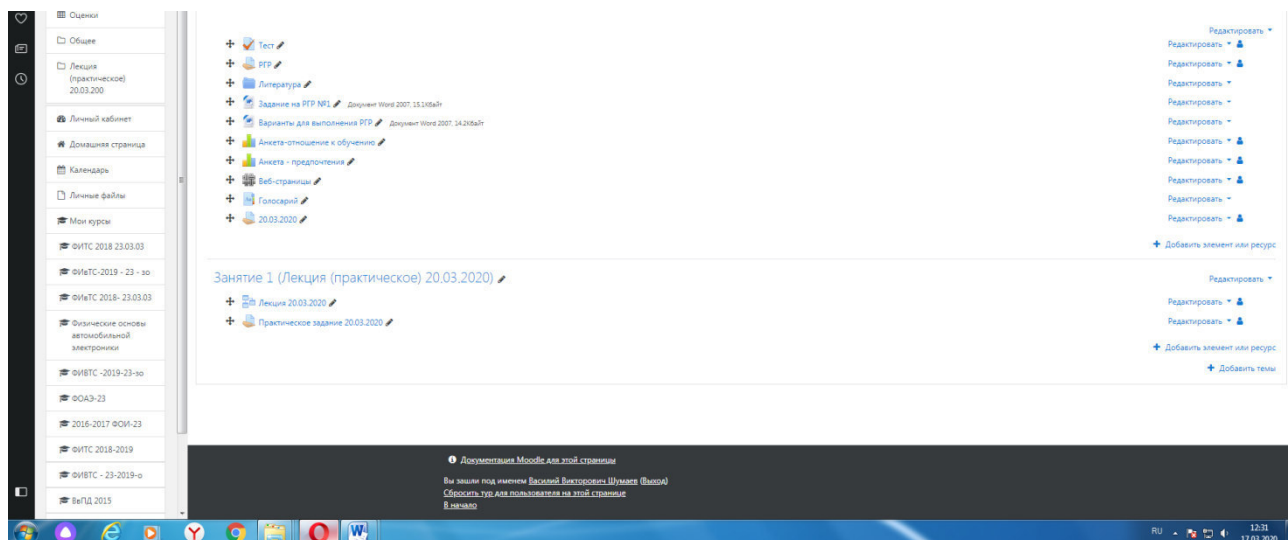 Оценки
Общее
Лекция
(практическое)
20.03.200
Личный кабинет
Домашняя страница
Календарь
Личные файлы
Мои курсы
ФИТС 2018 23.03.03
ФИвТС-2019 - 23 - зо
ФИвТС 2018- 23.03.03
Физические основы
автомобильной
электроники
ФИВТС -2019-23-зо
ФОАЭ-23
2016-2017 ФОИ-23
ФИТС 2018-2019
ФИВТС - 23-2019-о
ВвПД 2015
Редактировать
Тест Редактировать
РГР Редактировать
Литература Редактировать
Задание на РГР №1 Документ Word 2007, 15.1Кбайт Редактировать
Варианты для выполнения РГР Документ Word 2007, 14.2Кбайт Редактировать
Анкета-отношение к обучению Редактировать
Анкета - предпочтения Редактировать
Веб-страницы Редактировать
Голосарий Редактировать
20.03.2020 Редактировать
Добавить элемент или ресурс
Занятие 1 (Лекция (практическое) 20.03.2020) Редактировать
Лекция 20.03.2020 Редактировать
Практическое задание 20.03.2020 Редактировать
Добавить элемент или ресурс
Добавить темы
Документация Moodle для этой страницы
Вы зашли под именем Василий Викторович Шумаев (Выход)
Сбросить тур для пользователя на этой странице
В начало
RU 12:31
17.03.2020